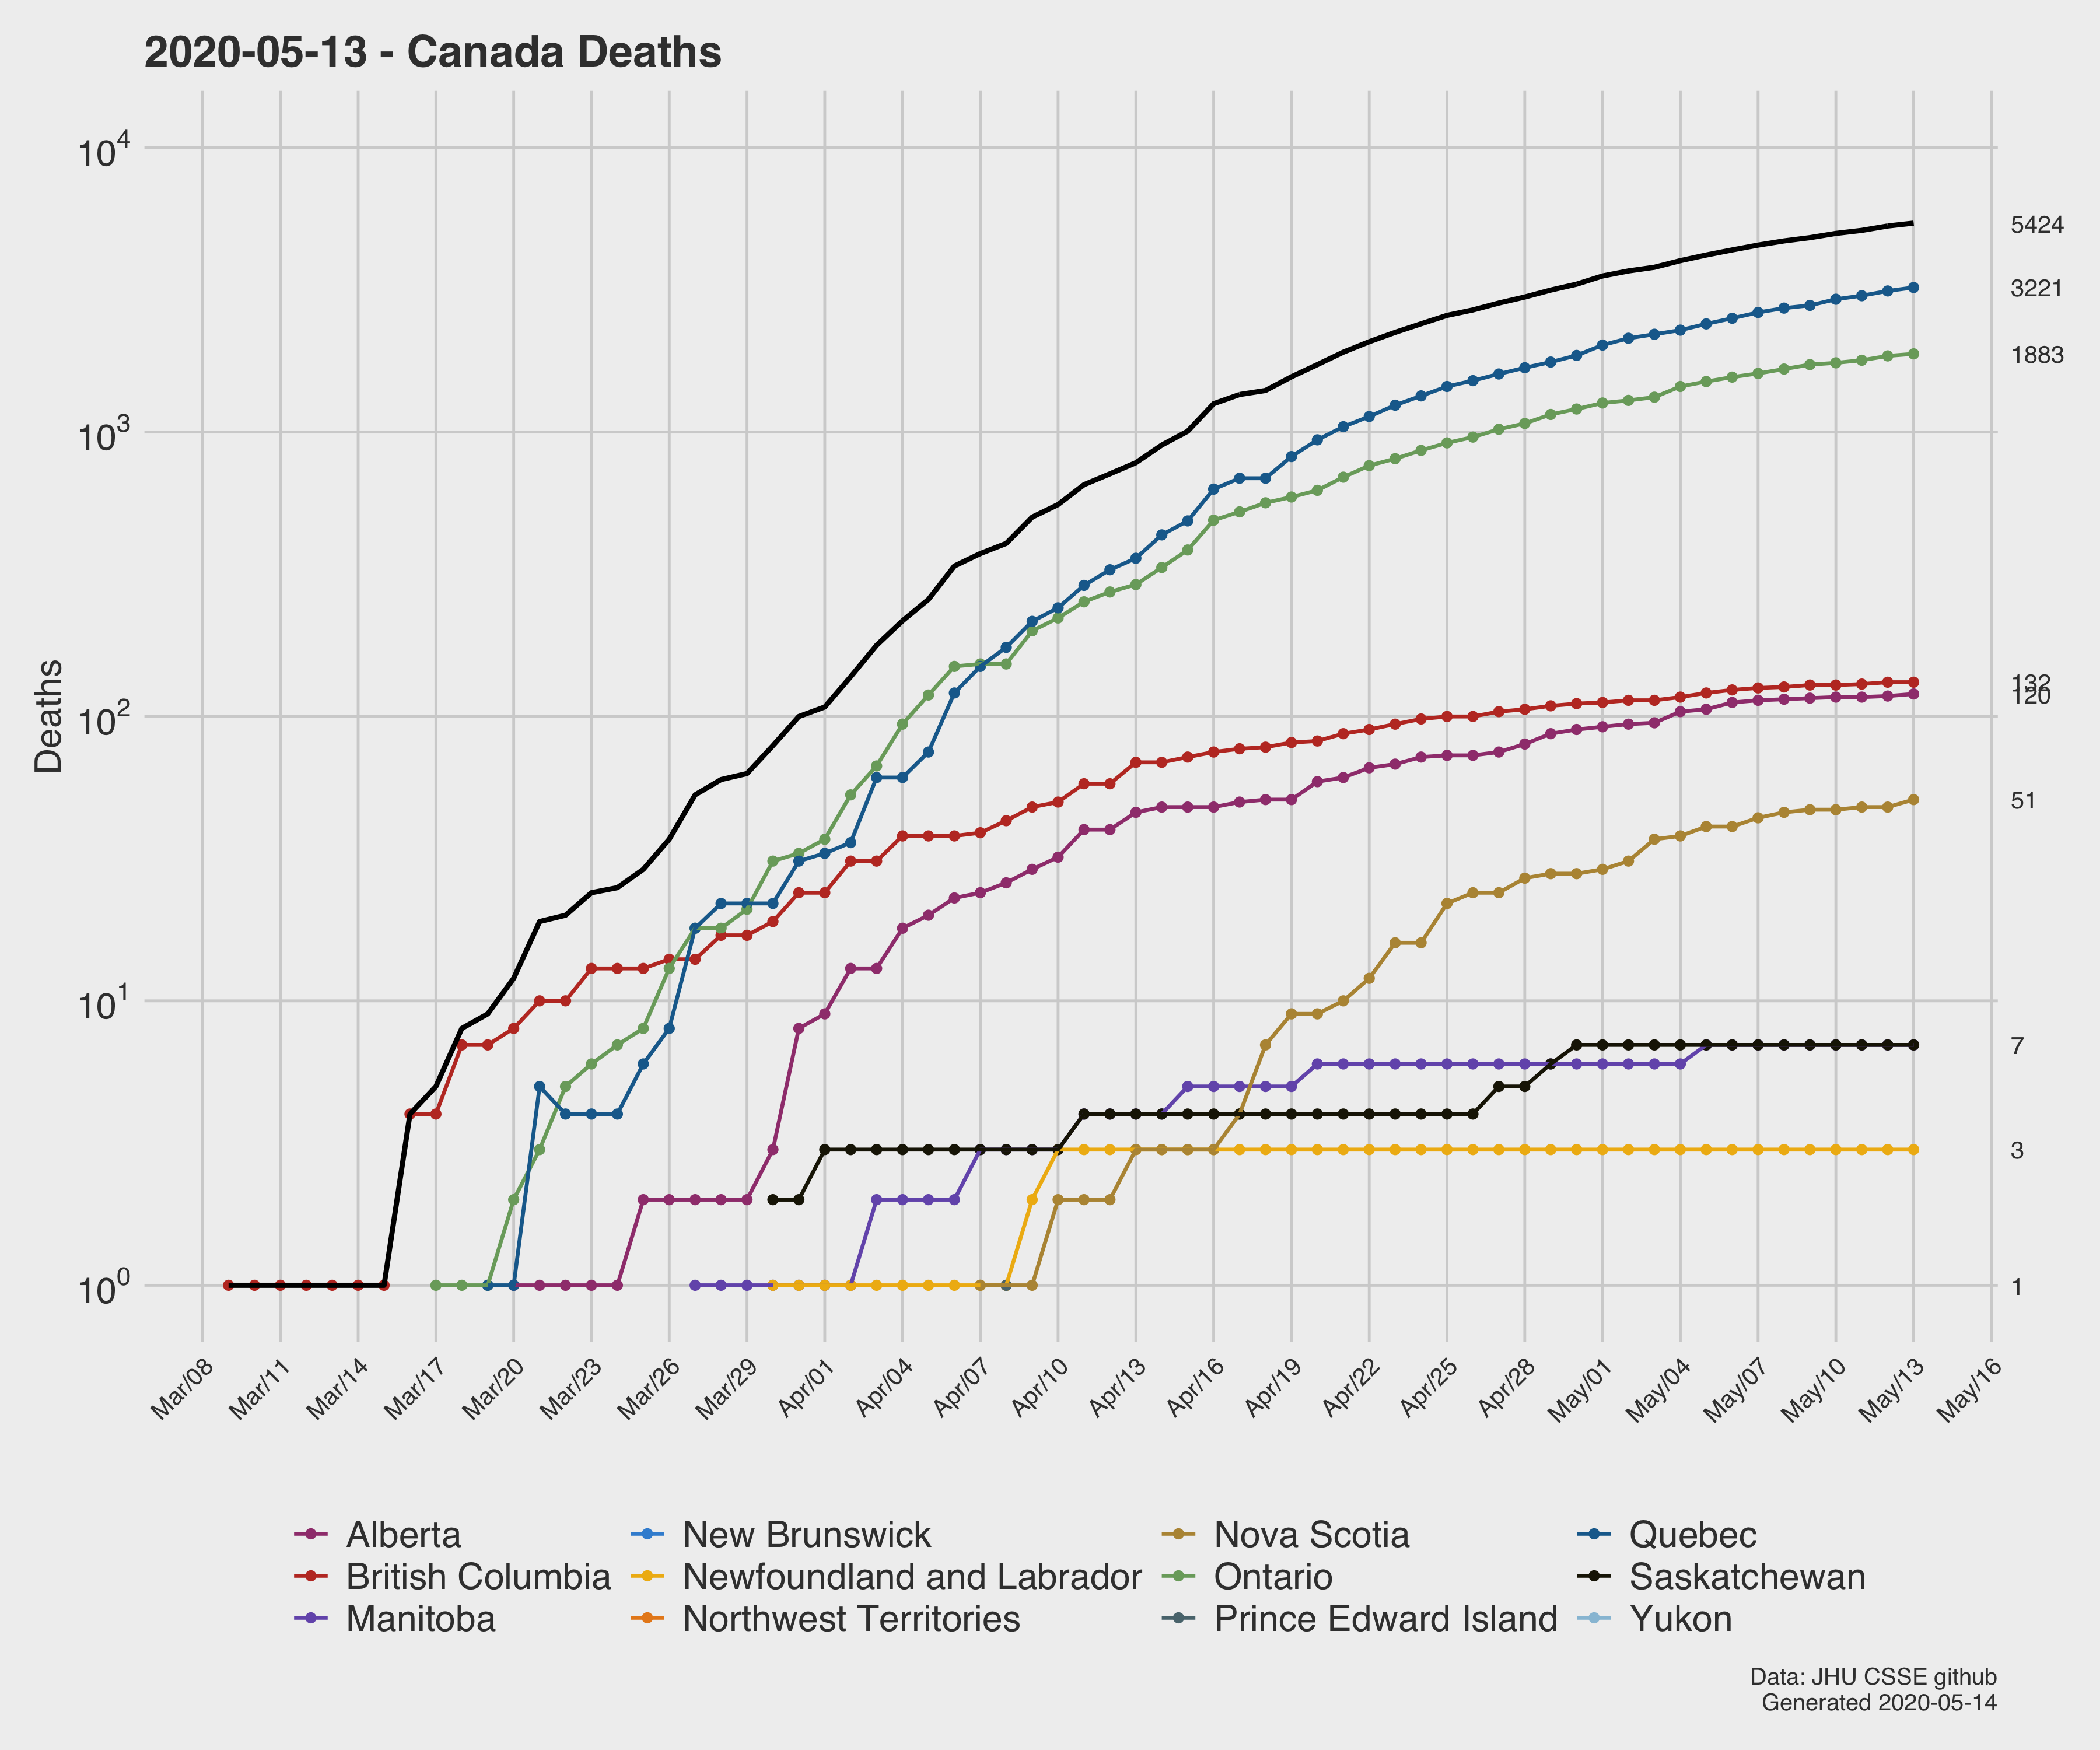 2020-05-13 - Canada Deaths
10^4
10^3
10^2
10^1
10^0
Deaths
5424
3221
1883
132
120
51
7
3
1
Mar/08
Mar/11
Mar/14
Mar/17
Mar/20
Mar/23
Mar/26
Mar/29
Apr/01
Apr/04
Apr/07
Apr/10
Apr/13
Apr/16
Apr/19
Apr/22
Apr/25
Apr/28
May/01
May/04
May/07
May/10
May/13
May/16
Alberta
British Columbia
Manitoba
New Brunswick
Newfoundland and Labrador
Northwest Territories
Nova Scotia
Ontario
Prince Edward Island
Quebec
Saskatchewan
Yukon
Data: JHU CSSE github
Generated 2020-05-14